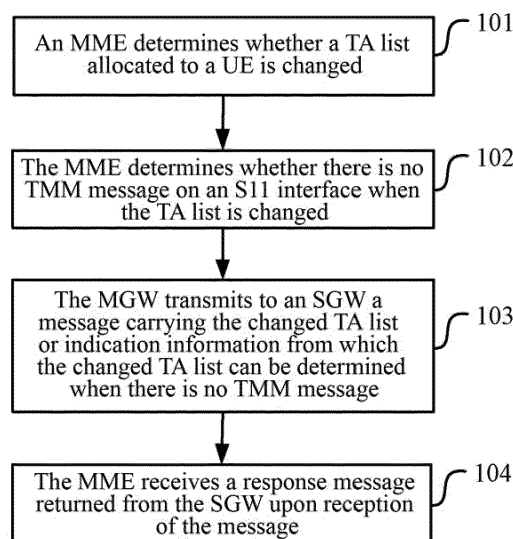 An MME determines whether a TA list
allocated to a UE is changed
101
The MME determines whether there is no
TMM message on an S11 interface when
the TA list is changed
102
The MGW transmits to an SGW a
message carrying the changed TA list
or indication information from which
the changed TA list can be determined
when there is no TMM message
103
The MME receives a response message
returned from the SGW upon reception
of the message
104